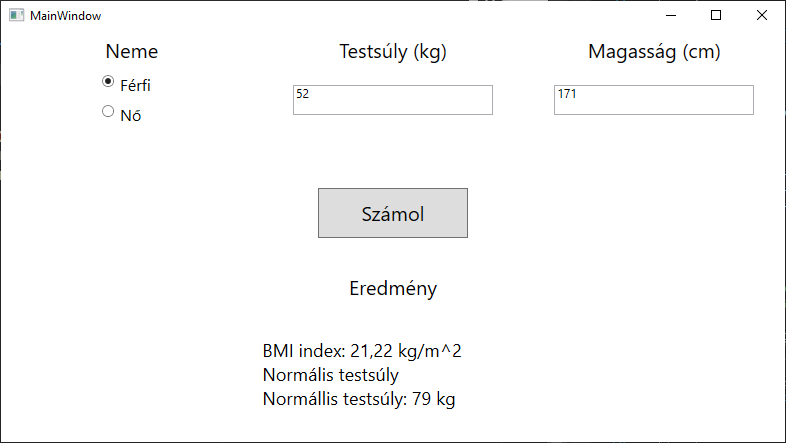 MainWindow
Neme
Férfi
Nő
Testsúly (kg)
52
Magasság (cm)
171
Számol
Eredmény
BMI index: 21,22 kg/m^2
Normális testsúly
Normállis testsúly: 79 kg